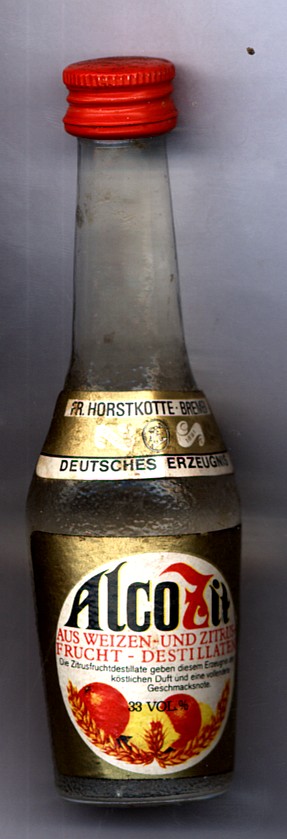 FR. HORSTKOTTE · BREMEN
DEUTSCHES ERZEUGNIS
AlcoZit
AUS WEIZEN- UND ZITRUS-
FRUCHT - DESTILLATEN
Die Zitrusfruchtdestillate geben diesem Erzeugnis
köstlichen Duft und eine
Geschmacksnote.
33 VOL.%